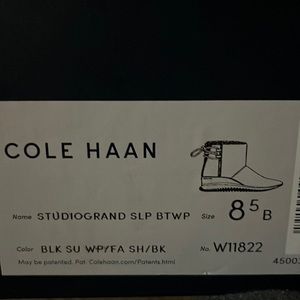 COLE HAAN
Name STUDIOGRAND SLP BTWP Size 8 5 B
Color BLK SU WP/FA SH/BK No. W11822
May be patented. Pat. Colehaan.com/Patents.html
4500